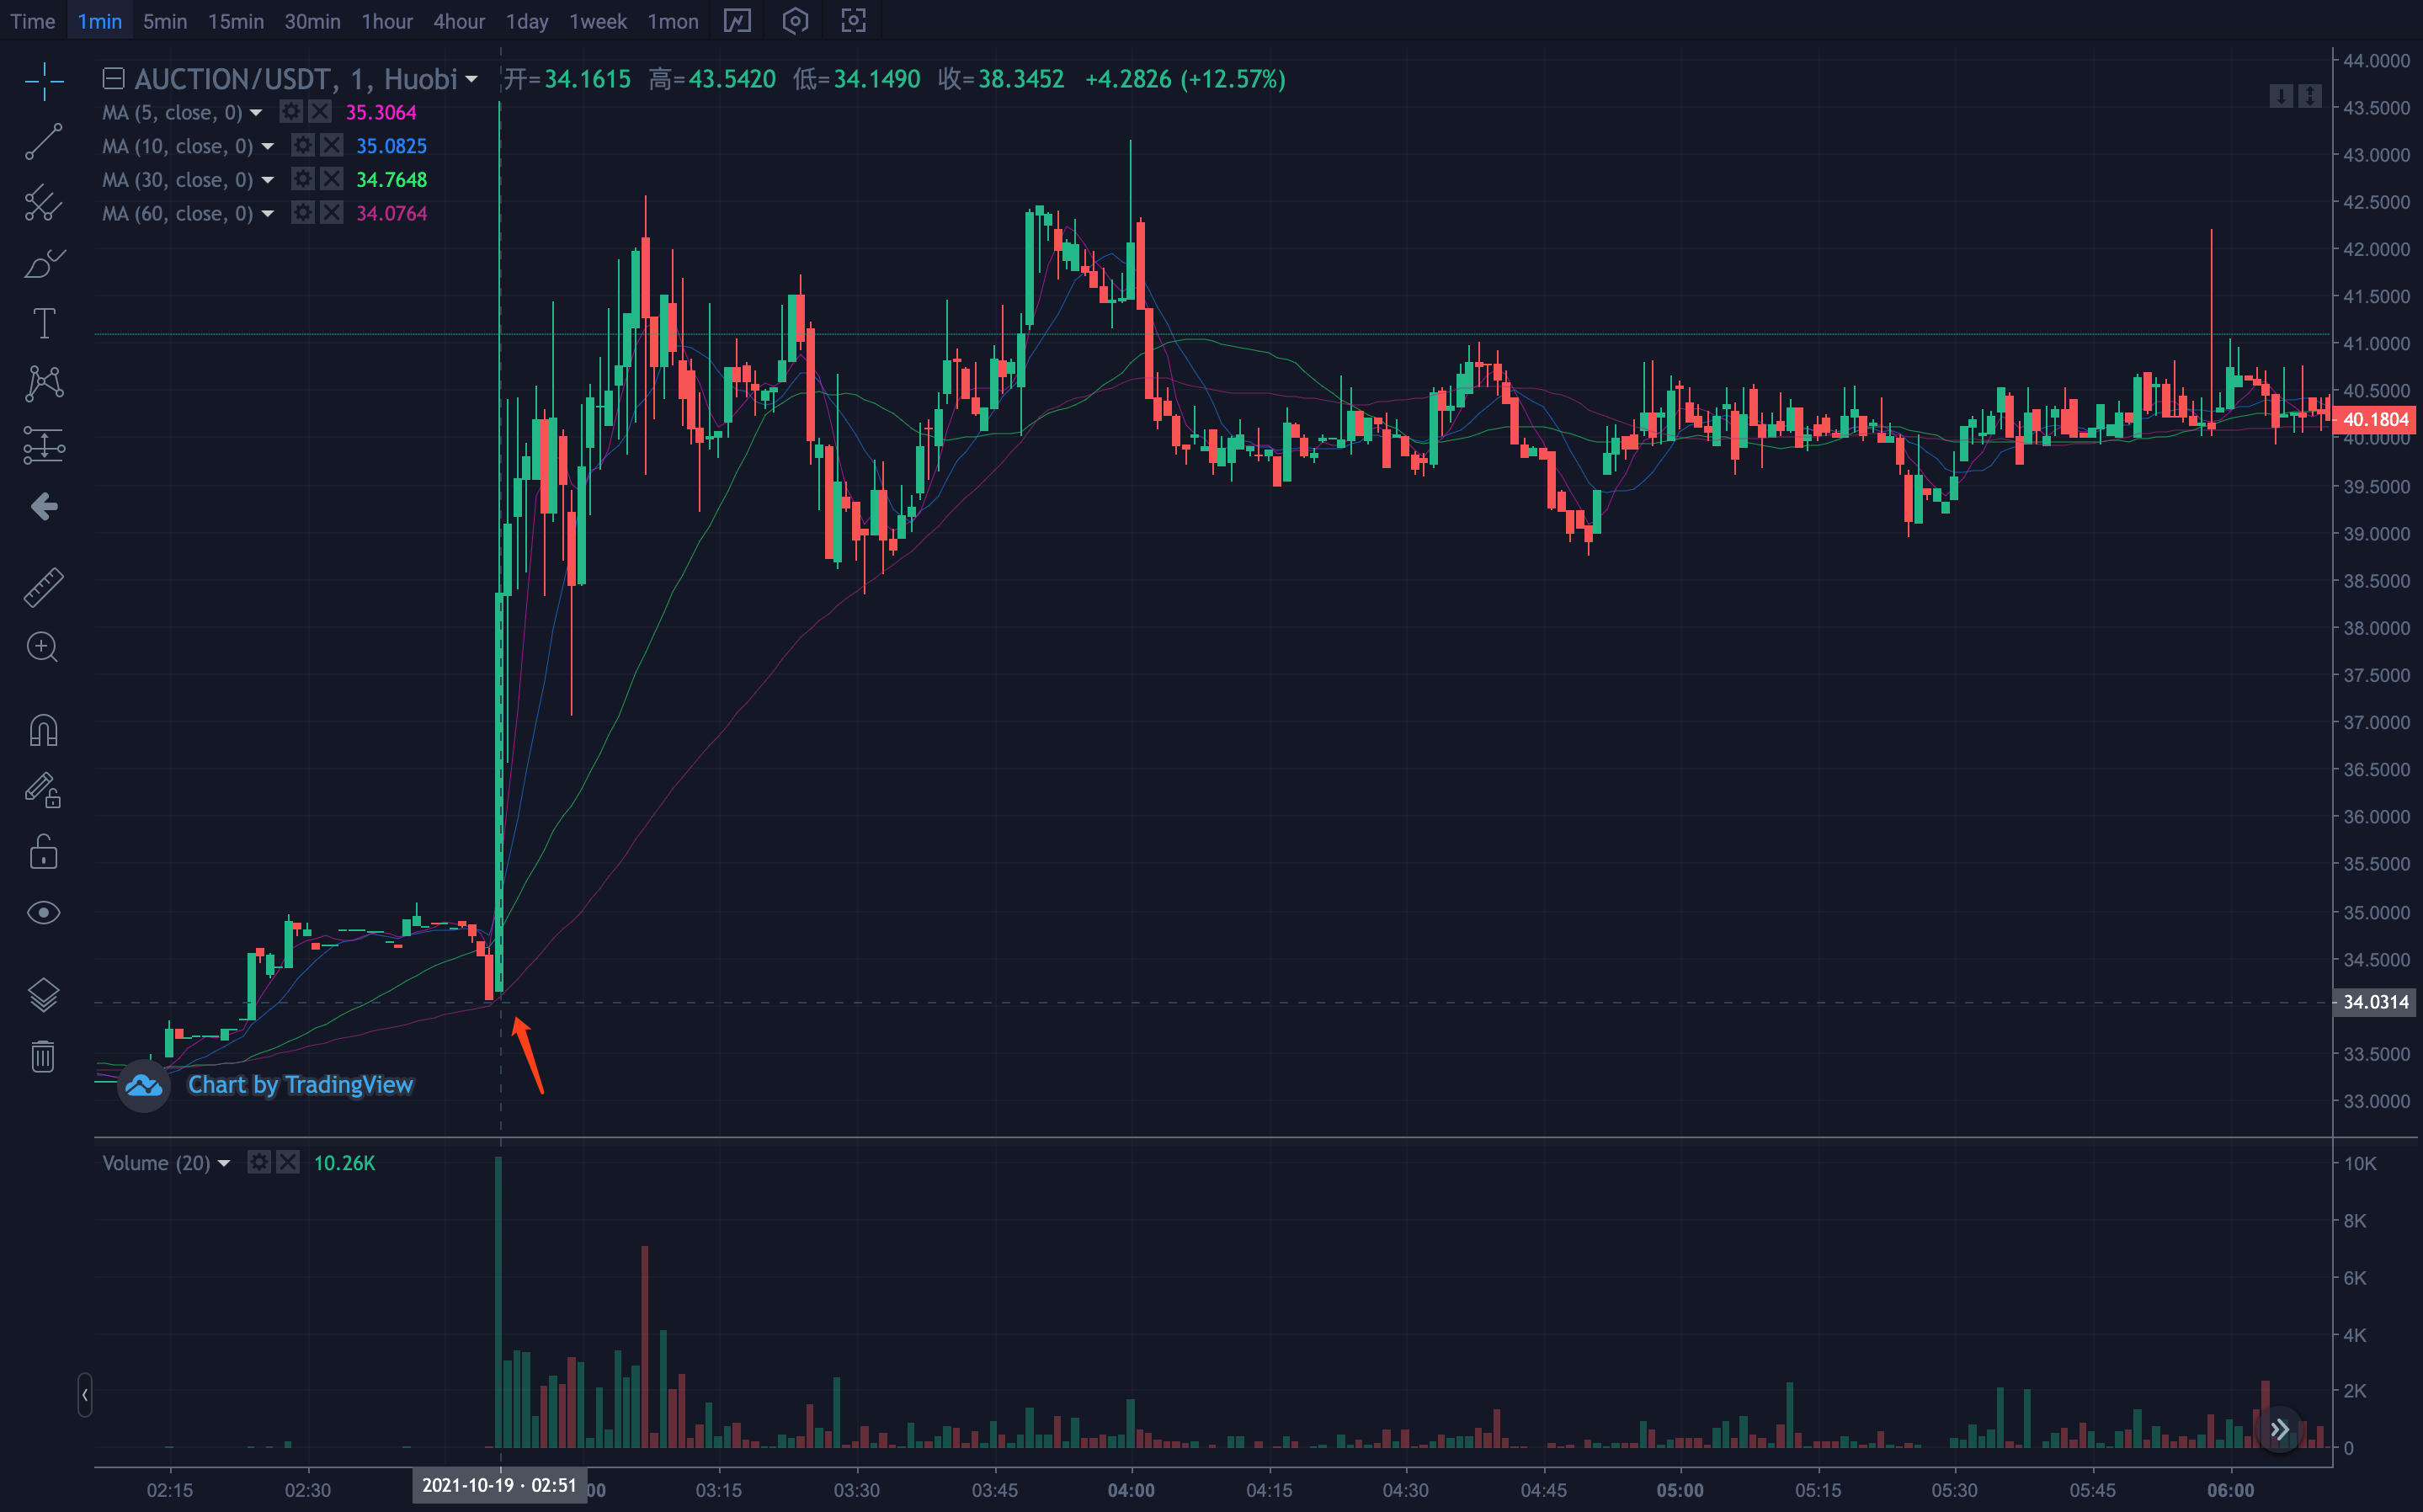 Time 1min 5min 15min 30min 1hour 4hour 1day 1week 1mon
AUCTION/USDT, 1, Huobi 开=34.1615 高=43.5420 低=34.1490 收=38.3452 +4.2826 (+12.57%)
MA (5, close, 0) 35.3064
MA (10, close, 0) 35.0825
MA (30, close, 0) 34.7648
MA (60, close, 0) 34.0764
44.0000
43.5000
43.0000
42.5000
42.0000
41.5000
41.0000
40.5000
40.1804
40.0000
39.5000
39.0000
38.5000
38.0000
37.5000
37.0000
36.5000
36.0000
35.5000
35.0000
34.5000
34.0314
33.5000
33.0000
Chart by TradingView
Volume (20) 10.26K
10K
8K
6K
4K
2K
0
02:15 02:30 2021-10-19 · 02:51 :00 03:15 03:30 03:45 04:00 04:15 04:30 04:45 05:00 05:15 05:30 05:45 06:00